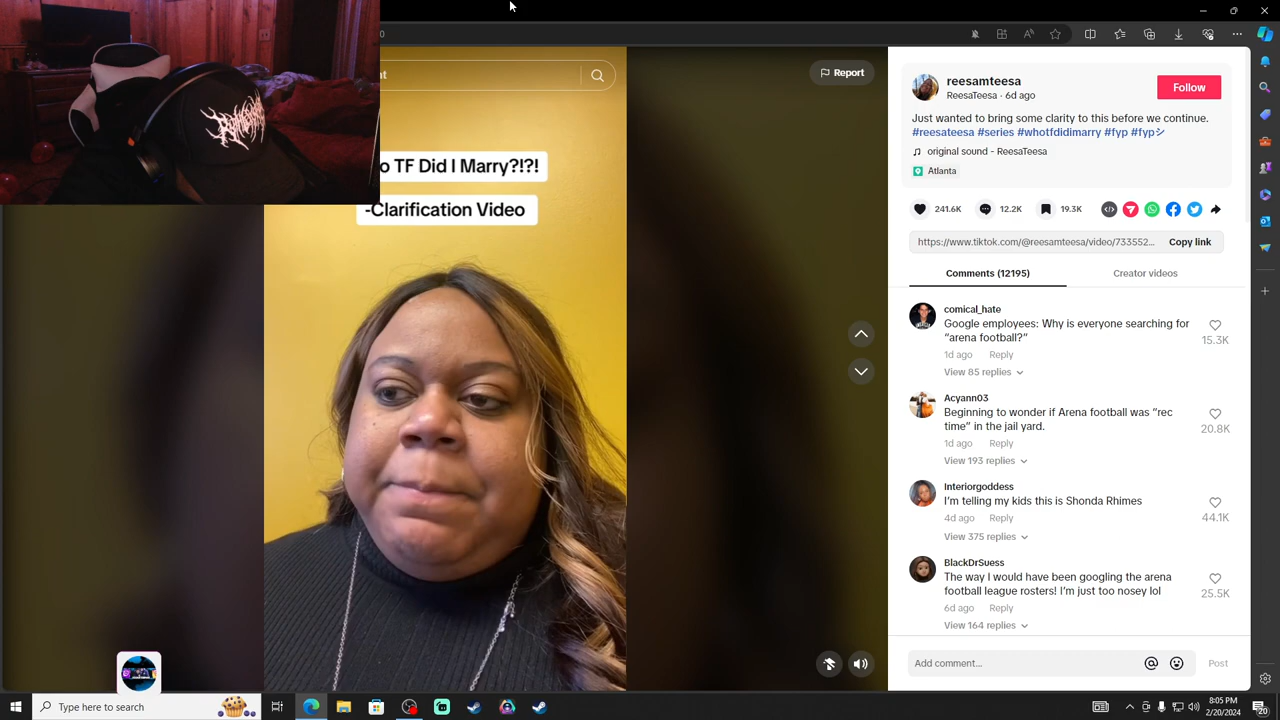 0
nt
Report
o TF Did I Marry?!?!
-Clarification Video
reesamteesa
ReesaTeesa · 6d ago
Follow
Just wanted to bring some clarity to this before we continue.
#reesateesa #series #whotfdidimarry #fyp #fypシ
original sound - ReesaTeesa
Atlanta
241.6K
12.2K
19.3K
https://www.tiktok.com/@reesamteesa/video/733552...
Copy link
Comments (12195)
Creator videos
comical_hate
Google employees: Why is everyone searching for
“arena football?”
1d ago Reply
15.3K
View 85 replies
Acyann03
Beginning to wonder if Arena football was “rec
time” in the jail yard.
1d ago Reply
20.8K
View 193 replies
Interiorgoddess
I’m telling my kids this is Shonda Rhimes
4d ago Reply
44.1K
View 375 replies
BlackDrSuess
The way I would have been googling the arena
football league rosters! I’m just too nosey lol
6d ago Reply
25.5K
View 164 replies
Add comment...
Post
Type here to search
8:05 PM
2/20/2024
20